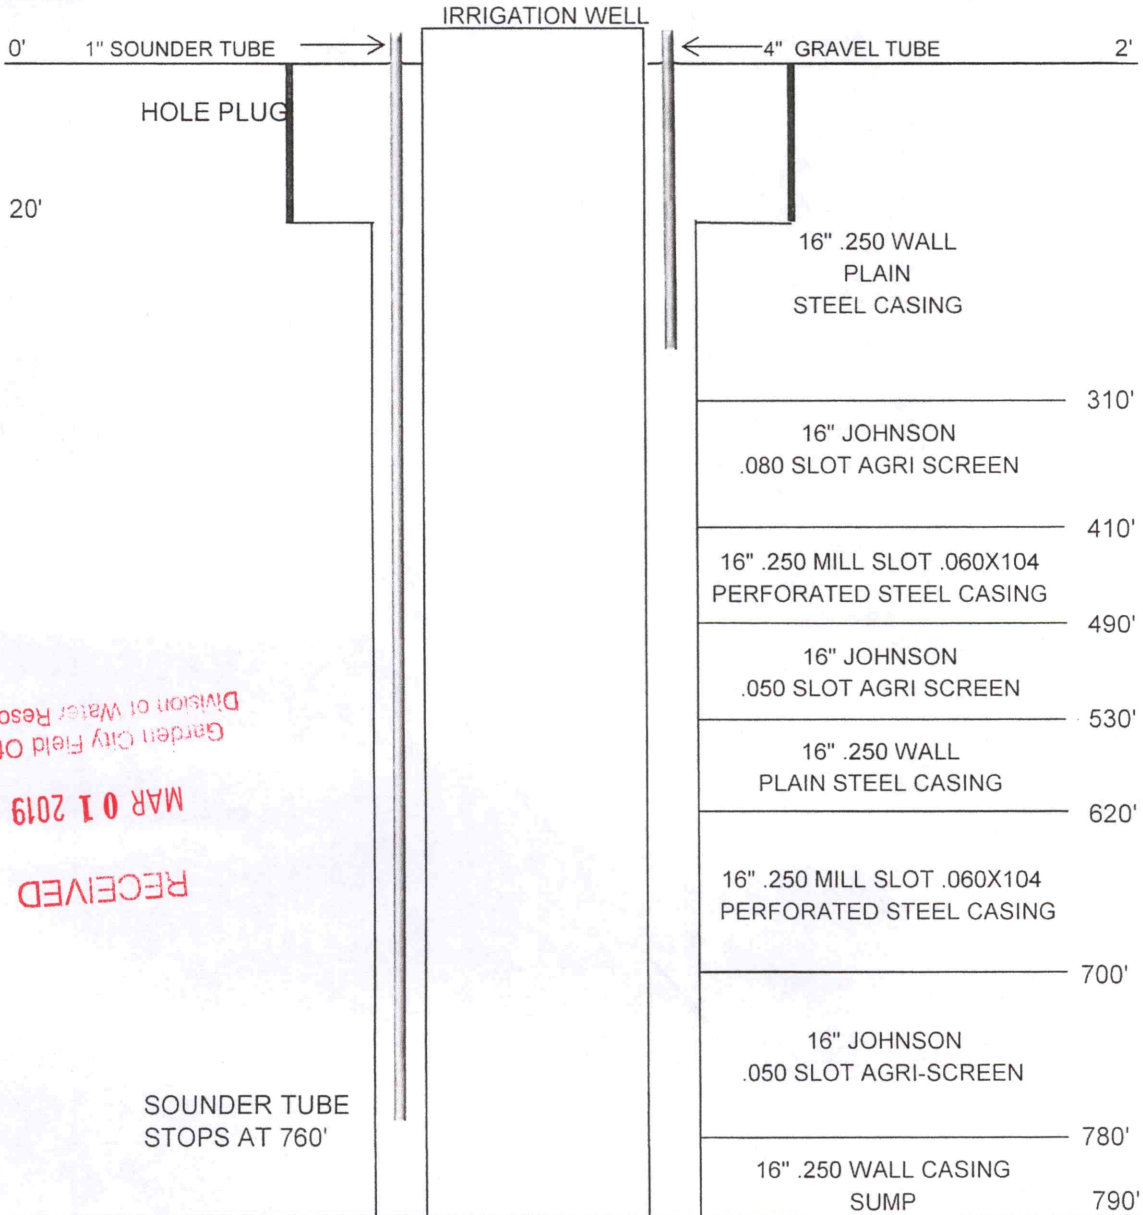 IRRIGATION WELL
0' 1" SOUNDER TUBE 4" GRAVEL TUBE 2'
HOLE PLUG
20'
16" .250 WALL
PLAIN
STEEL CASING
310'
16" JOHNSON
.080 SLOT AGRI SCREEN
410'
16" .250 MILL SLOT .060X104
PERFORATED STEEL CASING
490'
16" JOHNSON
.050 SLOT AGRI SCREEN
530'
16" .250 WALL
PLAIN STEEL CASING
620'
16" .250 MILL SLOT .060X104
PERFORATED STEEL CASING
700'
16" JOHNSON
.050 SLOT AGRI-SCREEN
780'
16" .250 WALL CASING
SUMP
790'
SOUNDER TUBE
STOPS AT 760'
RECEIVED
MAR 01 2019
Garden City Field
Division of Water